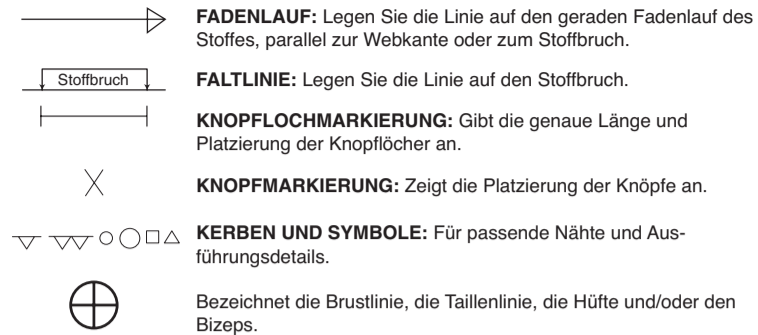 FADENLAUF: Legen Sie die Linie auf den geraden Fadenlauf des
Stoffes, parallel zur Webkante oder zum Stoffbruch.
Stoffbruch
FALTLINIE: Legen Sie die Linie auf den Stoffbruch.
KNOPFLOCHMARKIERUNG: Gibt die genaue Länge und
Platzierung der Knopflöcher an.
KNOPFMARKIERUNG: Zeigt die Platzierung der Knöpfe an.
KERBEN UND SYMBOLE: Für passende Nähte und Aus-
führungsdetails.
Bezeichnet die Brustlinie, die Taillenlinie, die Hüfte und/oder den
Bizeps.